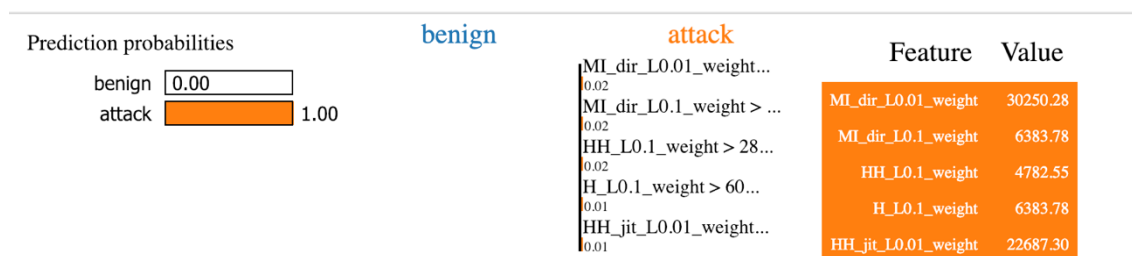 Prediction probabilities
benign 0.00
attack 1.00
benign attack
MI_dir_L0.01_weight...
0.02
MI_dir_L0.1_weight > ...
0.02
HH_L0.1_weight > 28...
0.02
H_L0.1_weight > 60...
0.01
HH_jit_L0.01_weight...
0.01
Feature Value
MI_dir_L0.01_weight 30250.28
MI_dir_L0.1_weight 6383.78
HH_L0.1_weight 4782.55
H_L0.1_weight 6383.78
HH_jit_L0.01_weight 22687.30